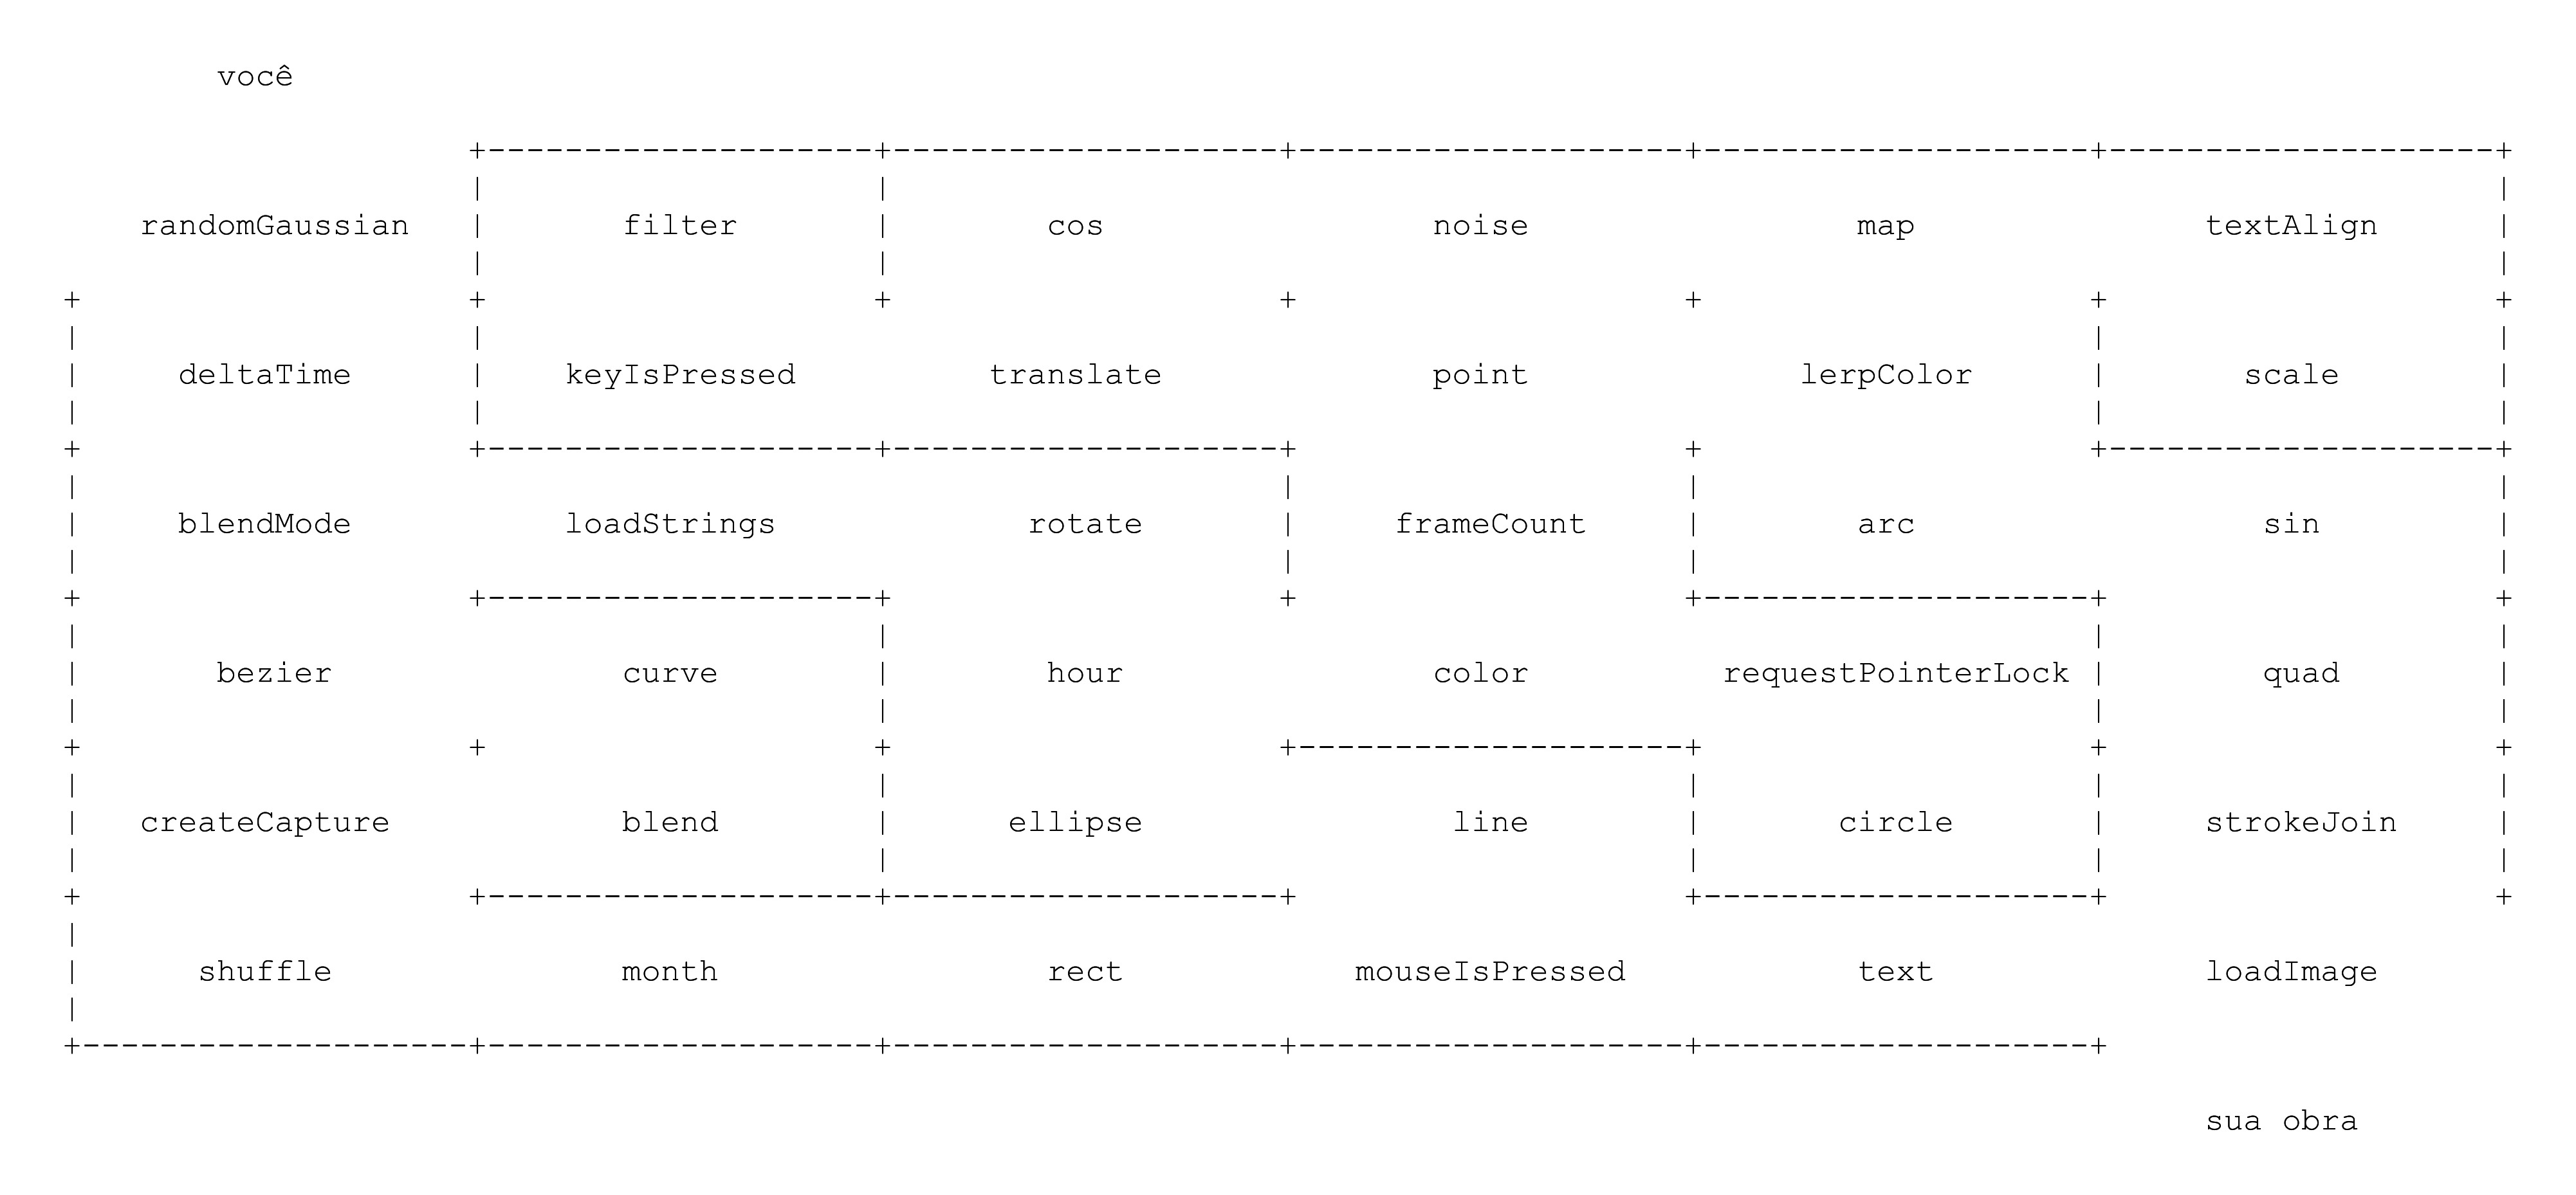 você
randomGaussian filter cos noise map textAlign
deltaTime keyIsPressed translate point lerpColor scale
blendMode loadStrings rotate frameCount arc sin
bezier curve hour color requestPointerLock quad
createCapture blend ellipse line circle strokeJoin
shuffle month rect mouseIsPressed text loadImage
sua obra